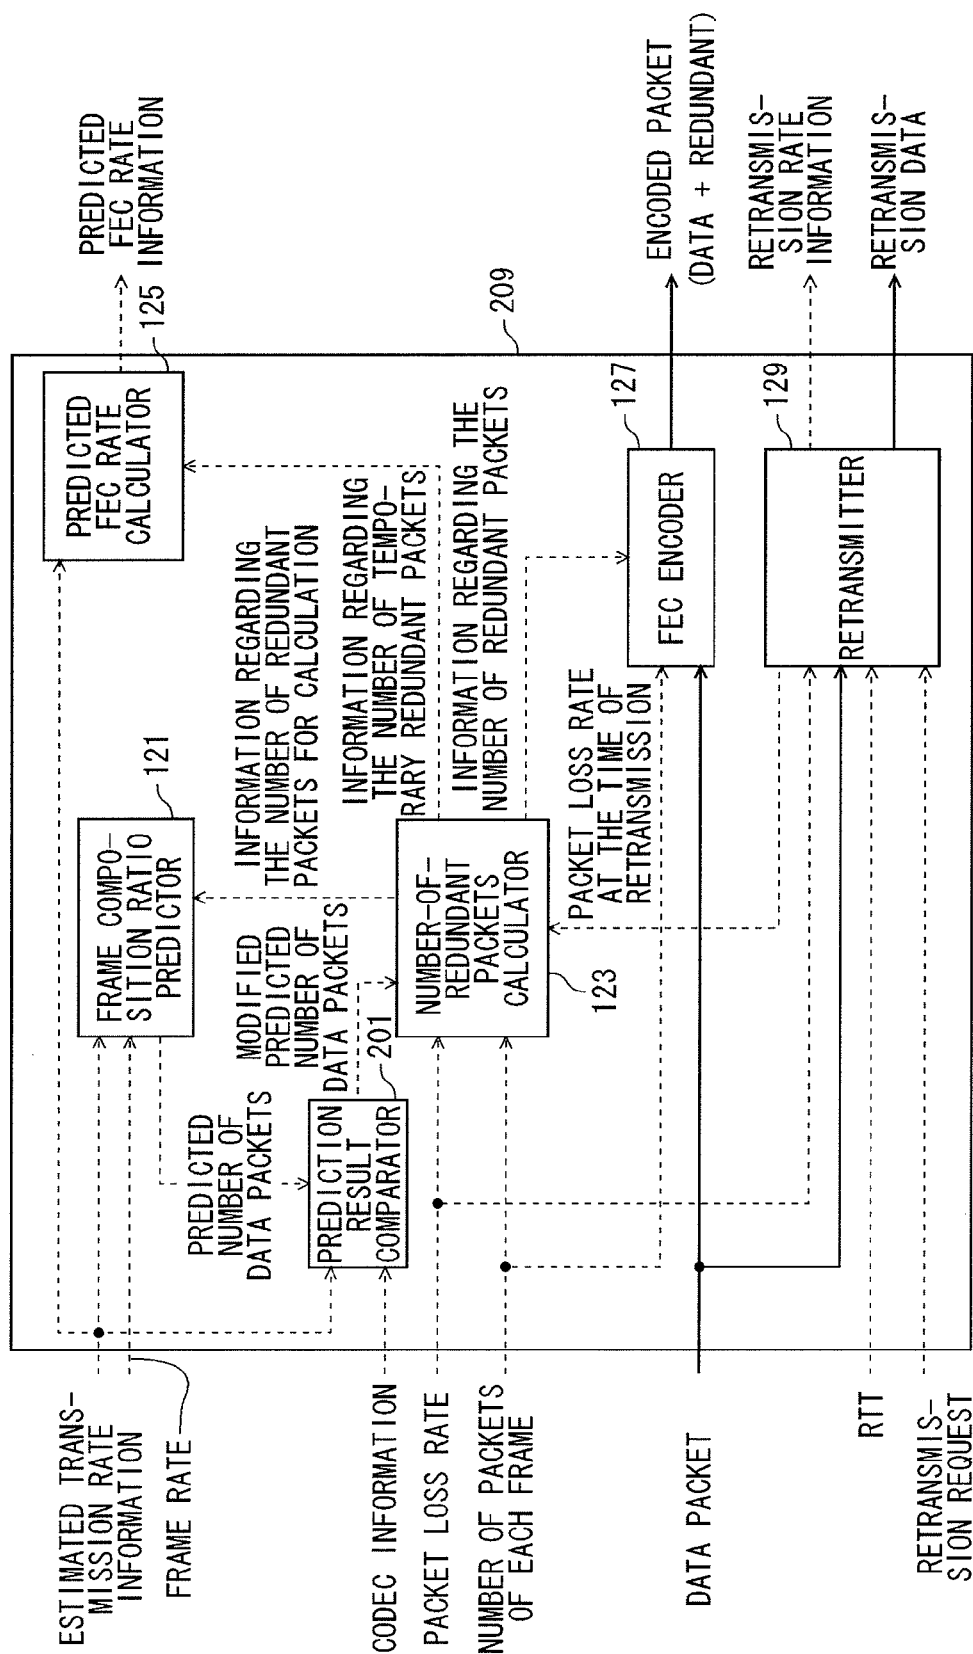 ESTIMATED TRANS-
MISSION RATE
INFORMATION
FRAME RATE
CODEC INFORMATION
PACKET LOSS RATE
NUMBER OF PACKETS
OF EACH FRAME
DATA PACKET
RTT
RETRANSMIS-
SION REQUEST
PREDICTED
NUMBER OF
DATA PACKETS
PREDICTION
RESULT
COMPARATOR
201
MODIFIED
PREDICTED
NUMBER OF
DATA PACKETS
FRAME COMPO-
SITION RATIO
PREDICTOR
121
NUMBER-OF-
REDUNDANT
PACKETS
CALCULATOR
123
INFORMATION REGARDING
THE NUMBER OF REDUNDANT
PACKETS FOR CALCULATION
INFORMATION REGARDING
THE NUMBER OF TEMPO-
RARY REDUNDANT PACKETS
INFORMATION REGARDING THE
NUMBER OF REDUNDANT PACKETS
PACKET LOSS RATE
AT THE TIME OF
RETRANSMISSION
PREDICTED
FEC RATE
CALCULATOR
125
FEC ENCODER
127
RETRANSMITTER
129
209
PREDICTED
FEC RATE
INFORMATION
ENCODED PACKET
(DATA + REDUNDANT)
RETRANSMIS-
SION RATE
INFORMATION
RETRANSMIS-
SION DATA